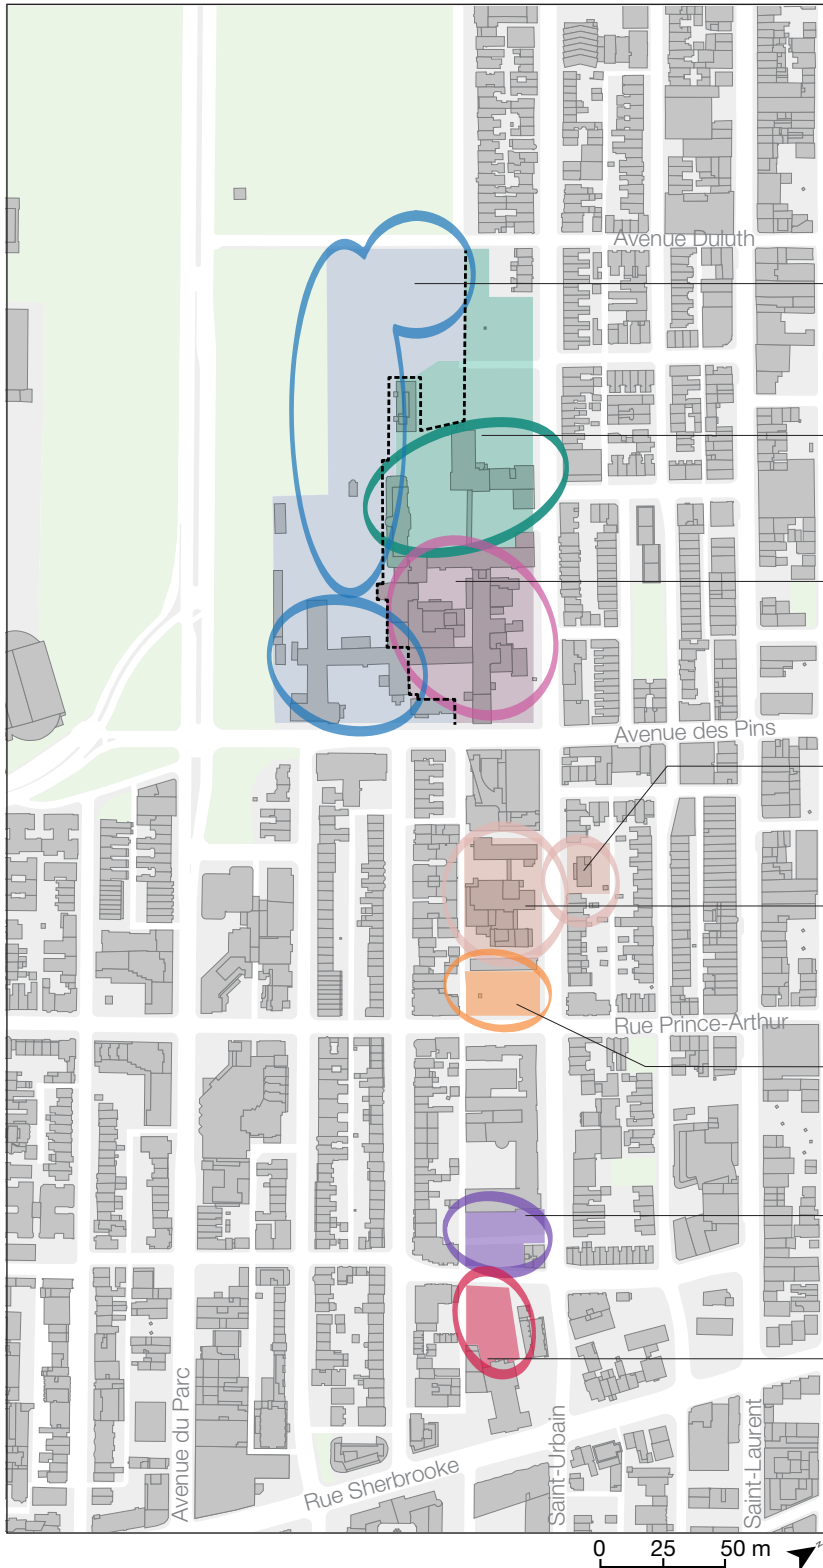 Avenue Duluth
Avenue des Pins
Rue Prince-Arthur
Avenue du Parc
Rue Sherbrooke
Saint-Urbain
Saint-Laurent
0 25 50 m
N